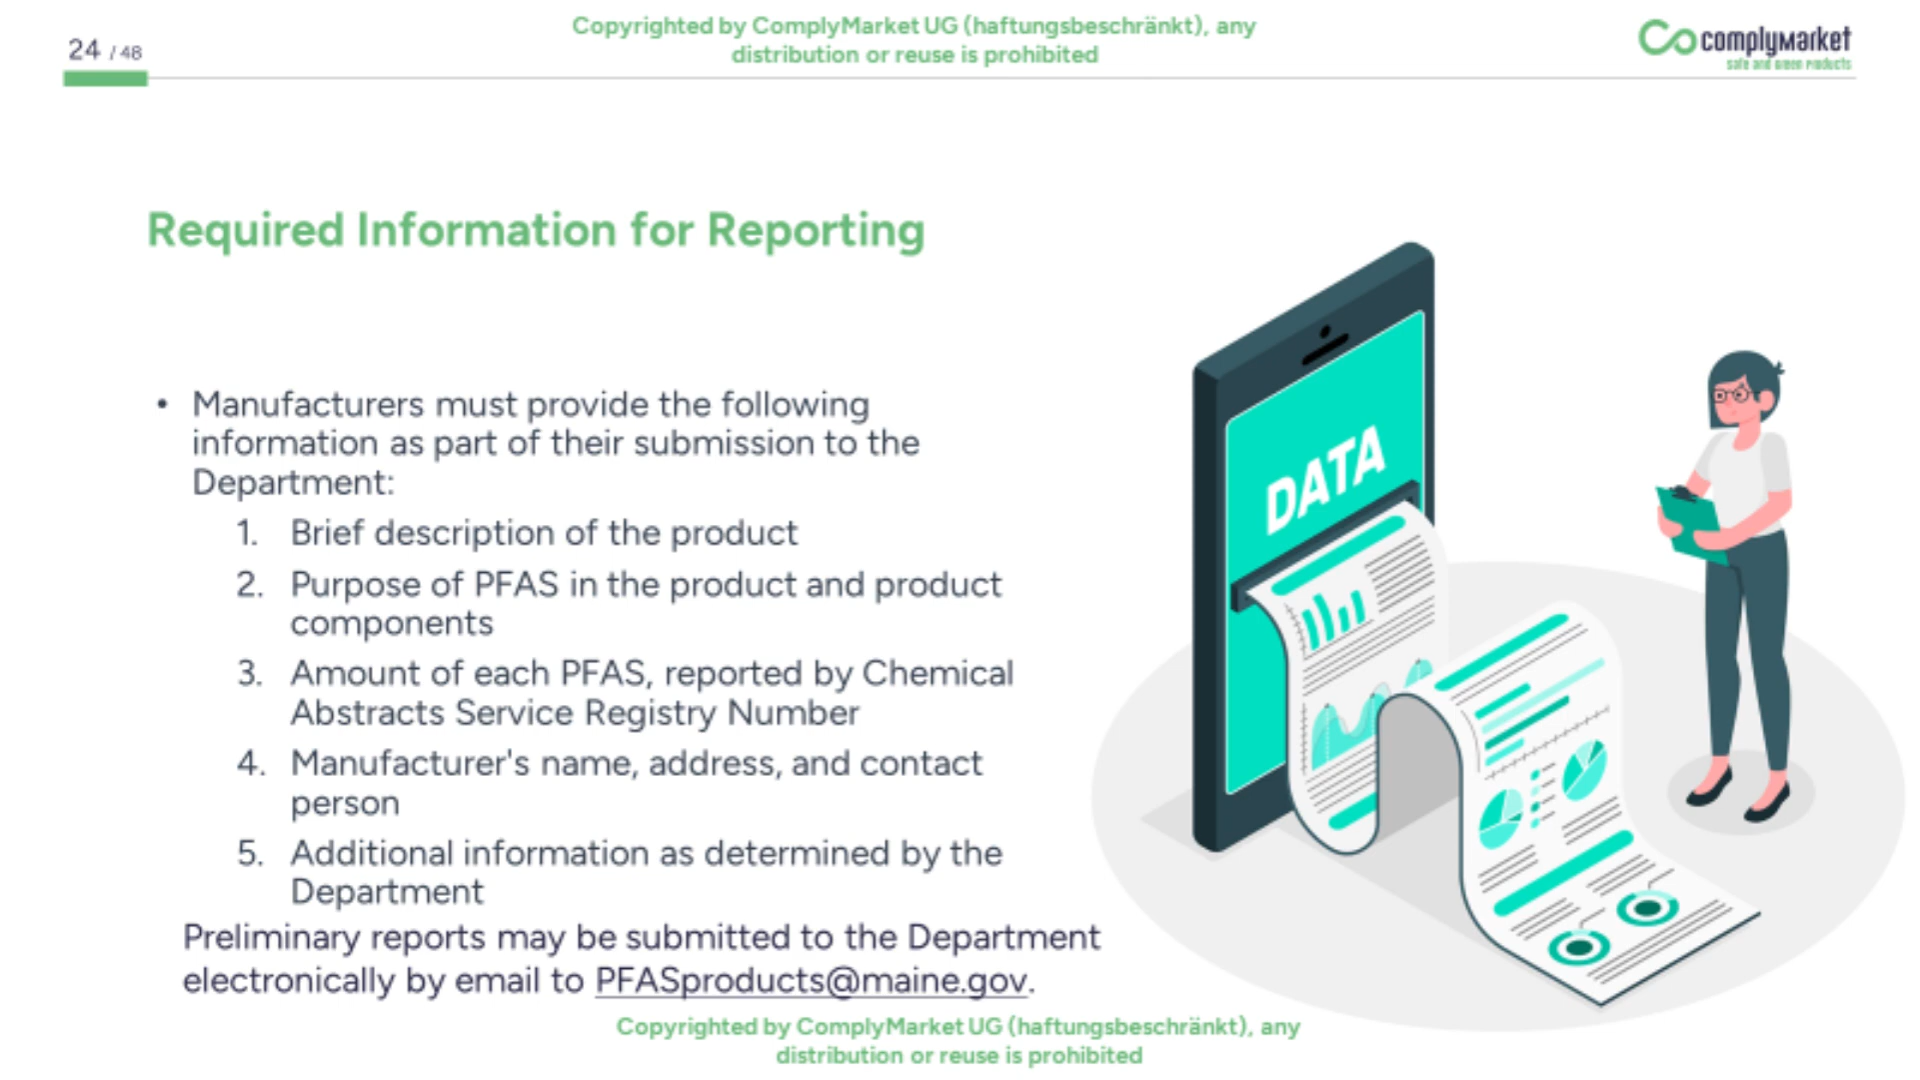 24 / 48
Copyrighted by ComplyMarket UG (haftungsbeschränkt), any
distribution or reuse is prohibited
complymarket
safe and green products
Required Information for Reporting
• Manufacturers must provide the following
information as part of their submission to the
Department:
1. Brief description of the product
2. Purpose of PFAS in the product and product
components
3. Amount of each PFAS, reported by Chemical
Abstracts Service Registry Number
4. Manufacturer's name, address, and contact
person
5. Additional information as determined by the
Department
Preliminary reports may be submitted to the Department
electronically by email to PFASproducts@maine.gov.
DATA
Copyrighted by ComplyMarket UG (haftungsbeschränkt), any
distribution or reuse is prohibited